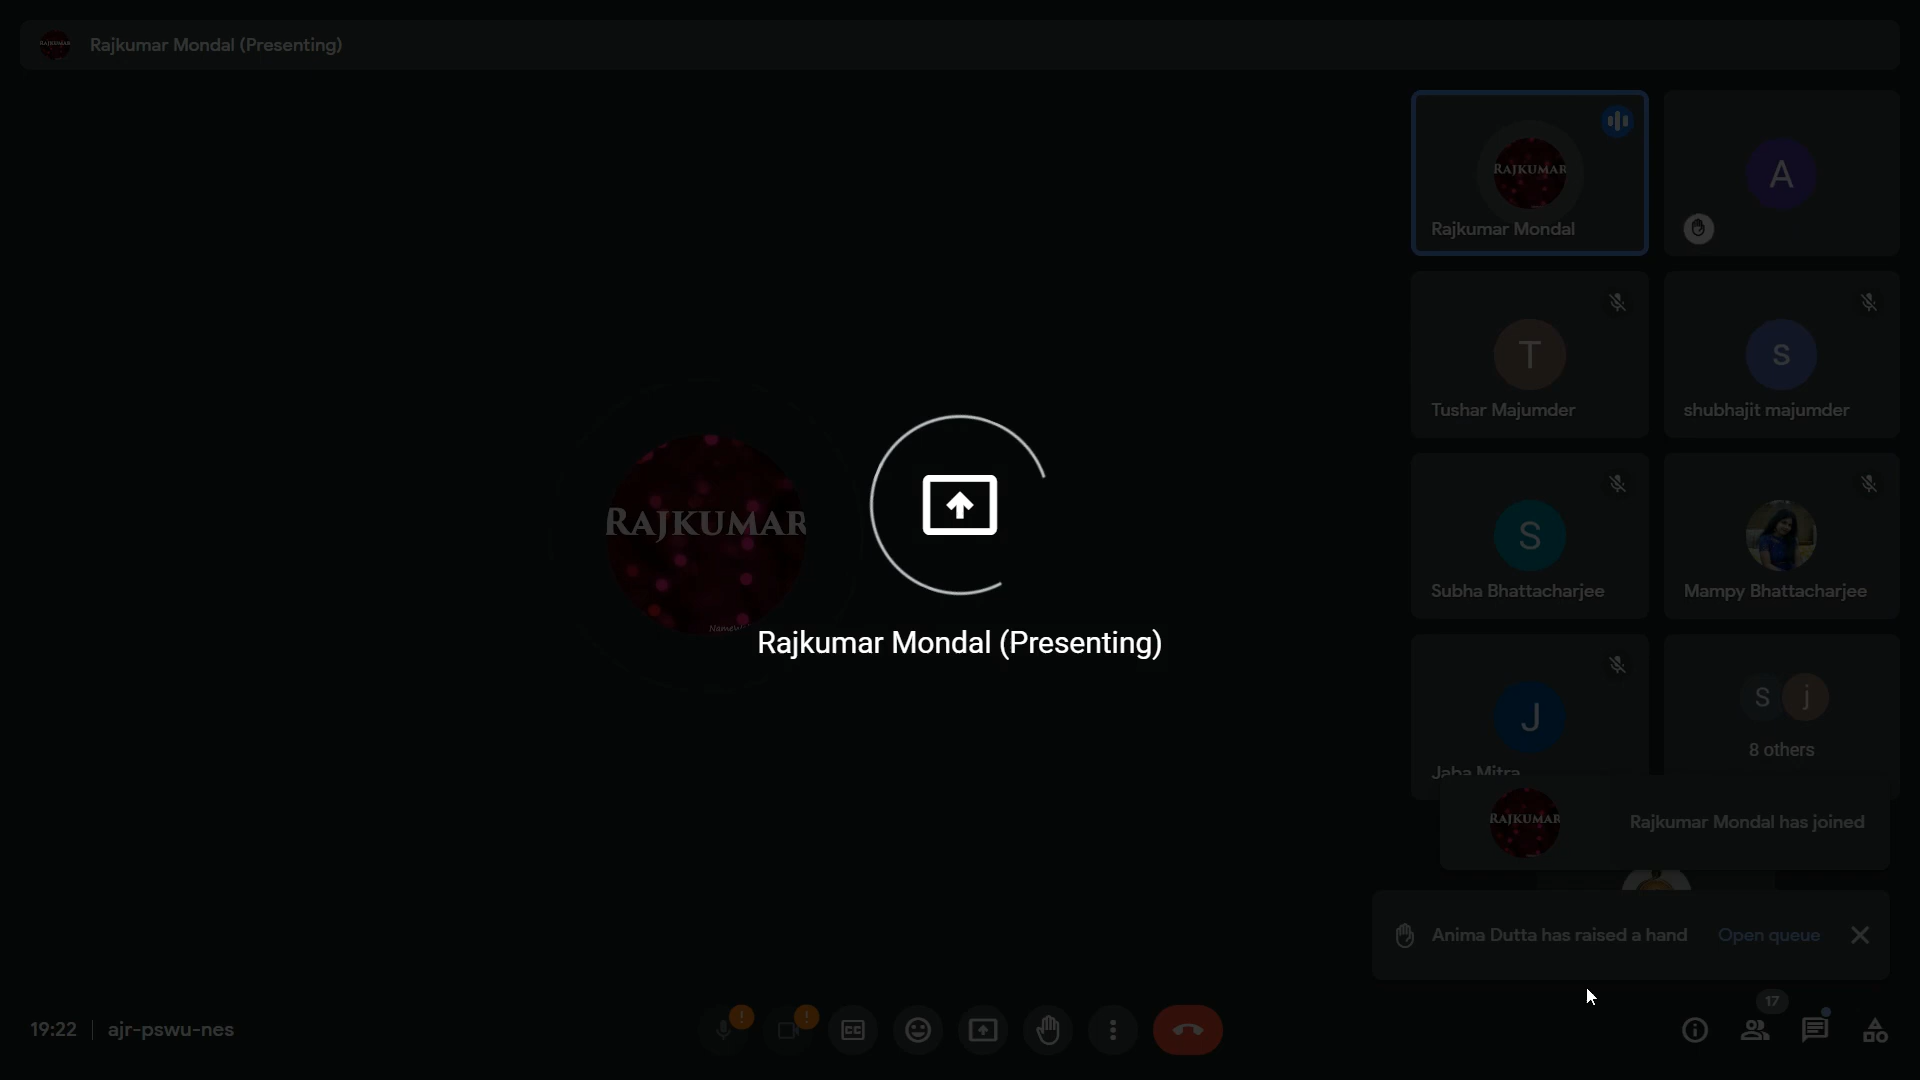 RAJKUMAR
Rajkumar Mondal (Presenting)
RAJKUMAR
Rajkumar Mondal
A
T
Tushar Majumder
s
shubhajit majumder
S
Subha Bhattacharjee
Mampy Bhattacharjee
J
Jaba Mitra
S j
8 others
RAJKUMAR
Rajkumar Mondal (Presenting)
RAJKUMAR
Rajkumar Mondal has joined
Anima Dutta has raised a hand Open queue
19:22 ajr-pswu-nes
CC
17